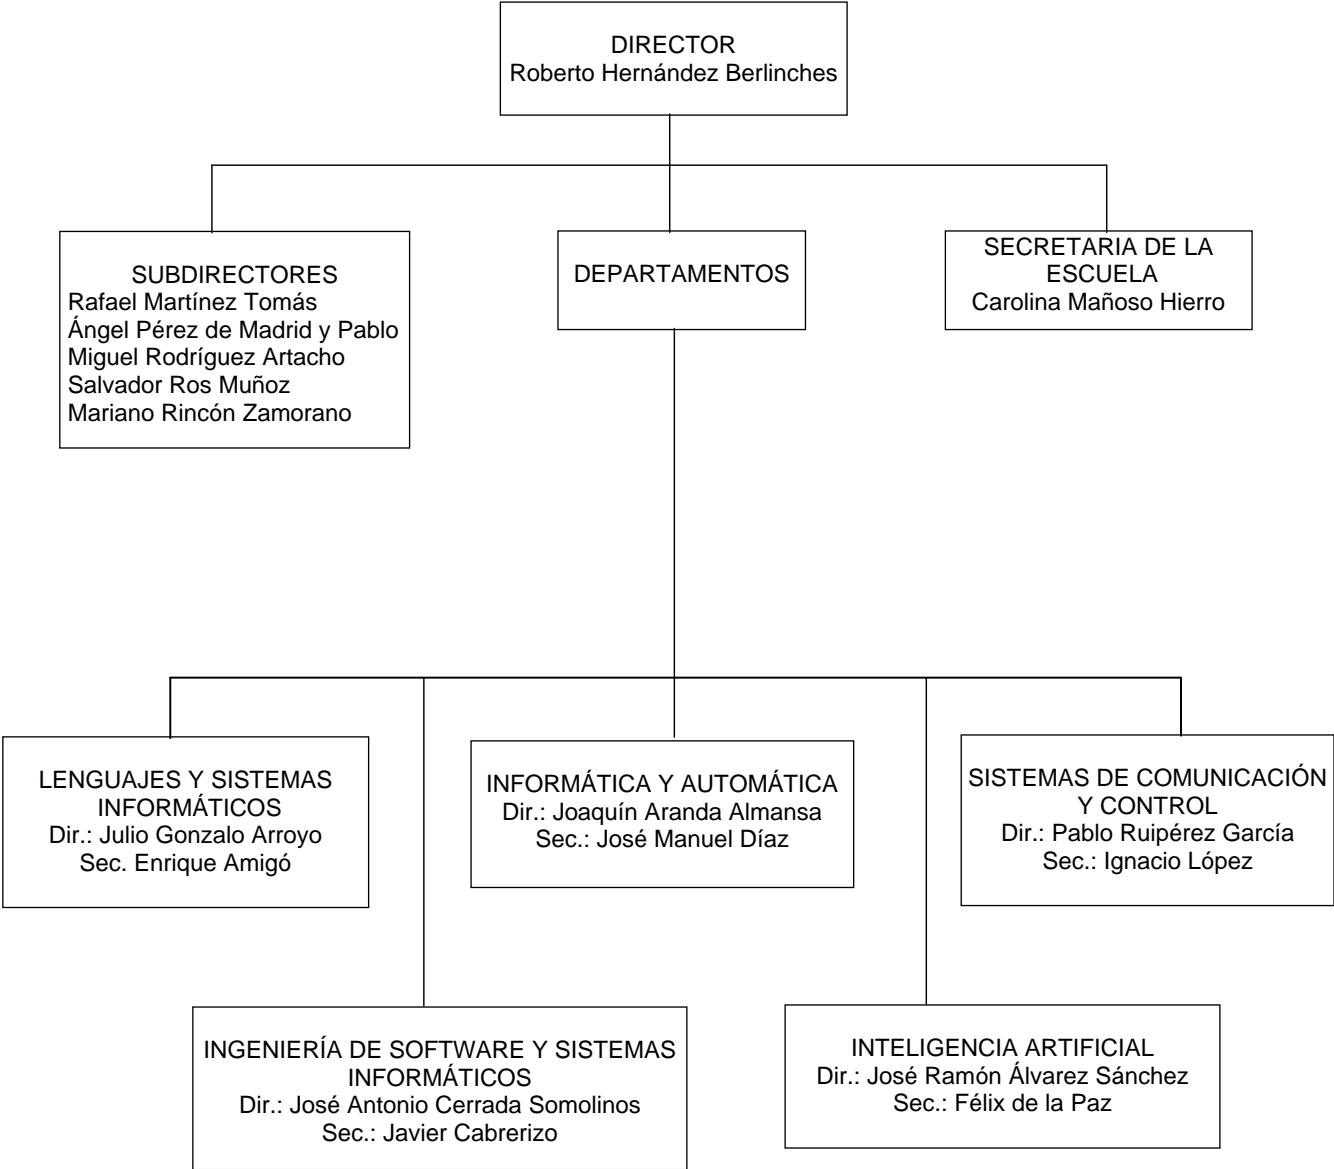 DIRECTOR
Roberto Hernández Berlinches
SUBDIRECTORES
Rafael Martínez Tomás
Ángel Pérez de Madrid y Pablo
Miguel Rodríguez Artacho
Salvador Ros Muñoz
Mariano Rincón Zamorano
DEPARTAMENTOS
SECRETARIA DE LA
ESCUELA
Carolina Mañoso Hierro
LENGUAJES Y SISTEMAS
INFORMÁTICOS
Dir.: Julio Gonzalo Arroyo
Sec. Enrique Amigó
INFORMÁTICA Y AUTOMÁTICA
Dir.: Joaquín Aranda Almansa
Sec.: José Manuel Díaz
SISTEMAS DE COMUNICACIÓN
Y CONTROL
Dir.: Pablo Ruipérez García
Sec.: Ignacio López
INGENIERÍA DE SOFTWARE Y SISTEMAS
INFORMÁTICOS
Dir.: José Antonio Cerrada Somolinos
Sec.: Javier Cabrerizo
INTELIGENCIA ARTIFICIAL
Dir.: José Ramón Álvarez Sánchez
Sec.: Félix de la Paz